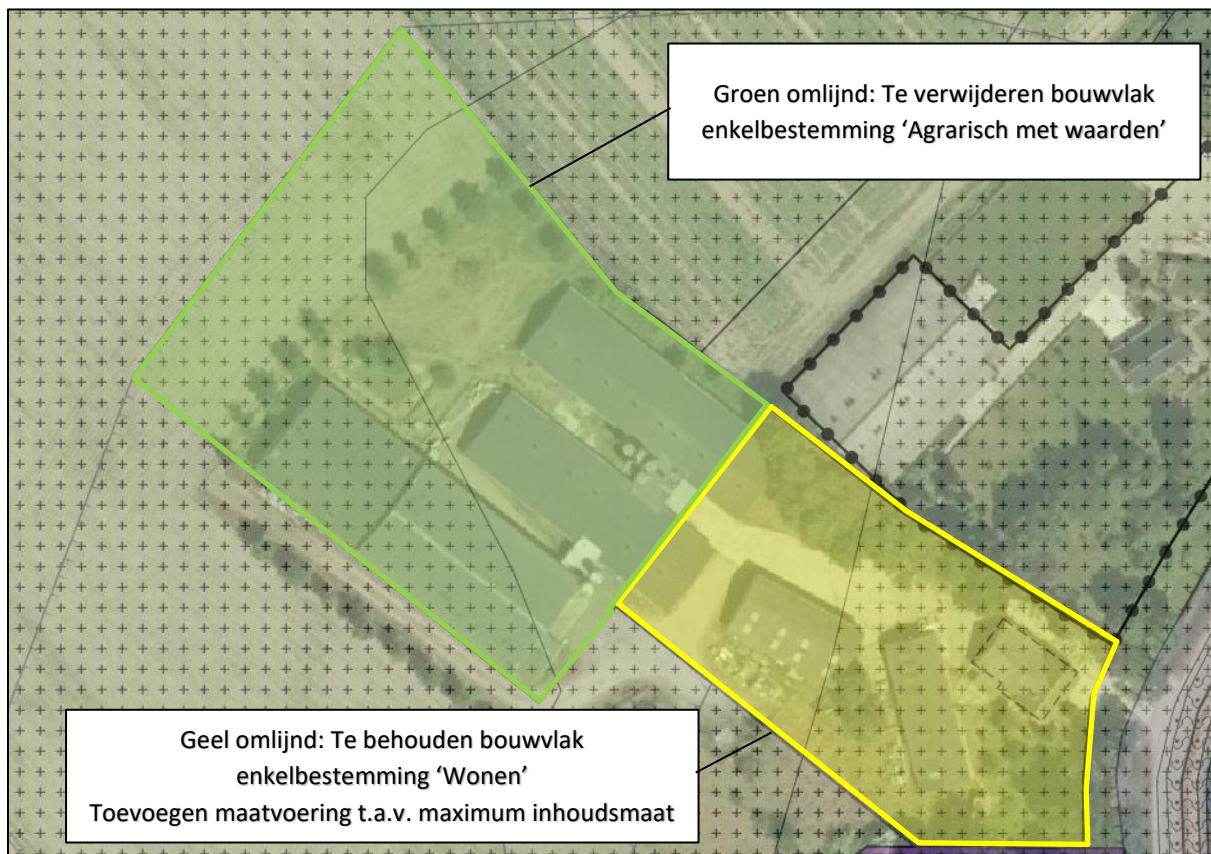 Groen omlijnd: Te verwijderen bouwvlak
enkelbestemming ‘Agrarisch met waarden’
Geel omlijnd: Te behouden bouwvlak
enkelbestemming ‘Wonen’
Toevoegen maatvoering t.a.v. maximum inhoudsmaat